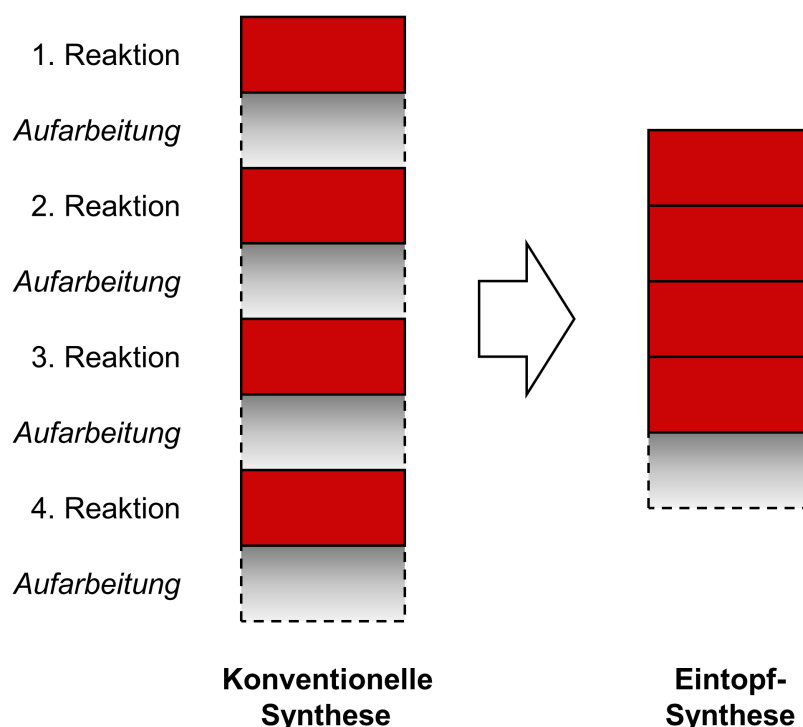 1. Reaktion
Aufarbeitung
2. Reaktion
Aufarbeitung
3. Reaktion
Aufarbeitung
4. Reaktion
Aufarbeitung
Konventionelle
Synthese
Eintopf-
Synthese